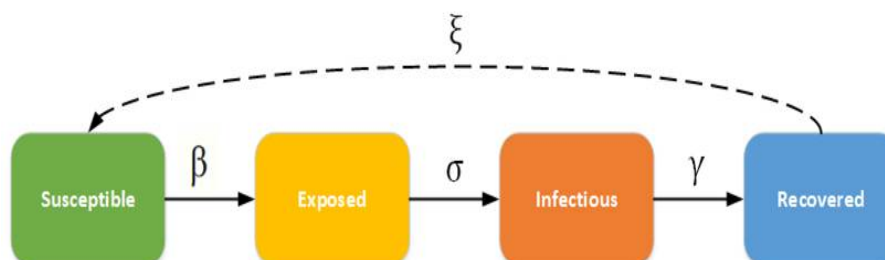 ξ
β
σ
γ
Susceptible
Exposed
Infectious
Recovered